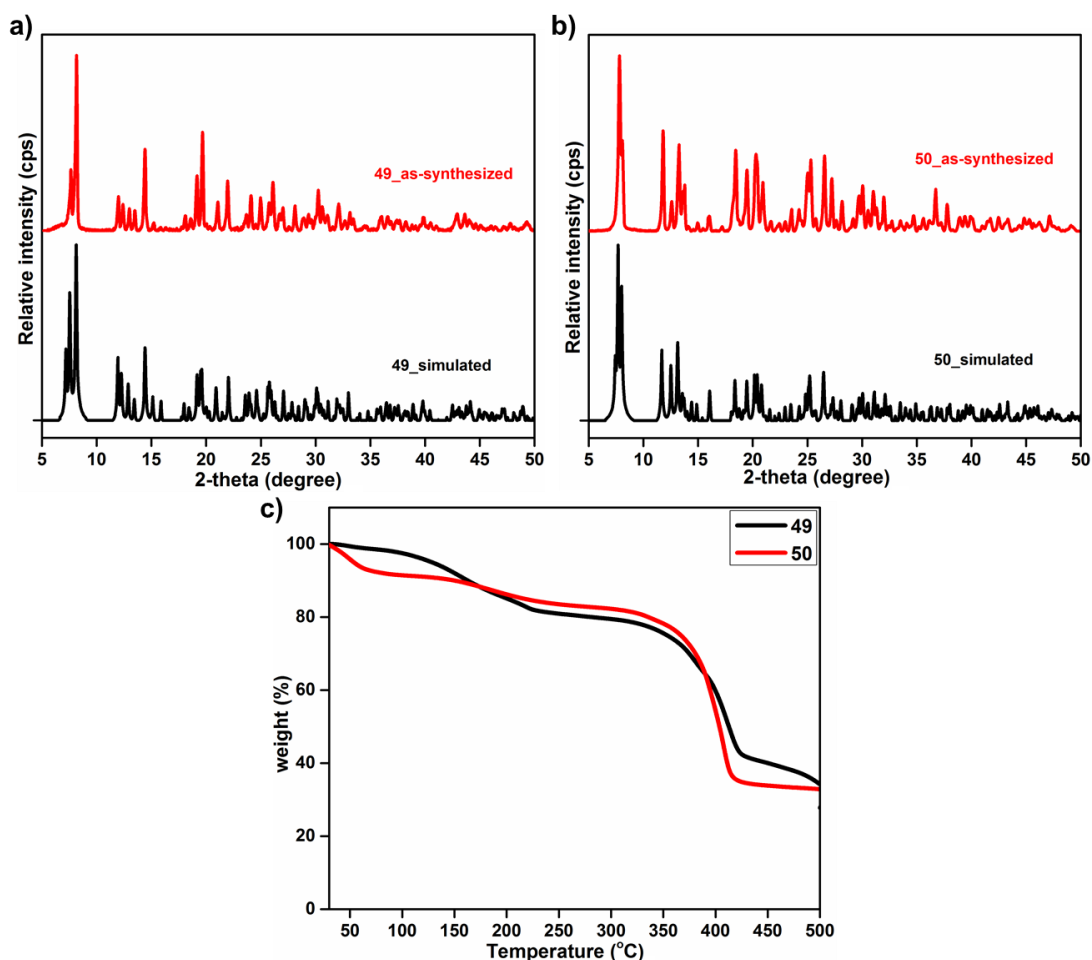 a)
Relative intensity (cps)
49_as-synthesized
49_simulated
5 10 15 20 25 30 35 40 45 50
2-theta (degree)
b)
Relative intensity (cps)
50_as-synthesized
50_simulated
5 10 15 20 25 30 35 40 45 50
2-theta (degree)
c)
49
50
weight (%)
100
80
60
40
20
0
50 100 150 200 250 300 350 400 450 500
Temperature (°C)